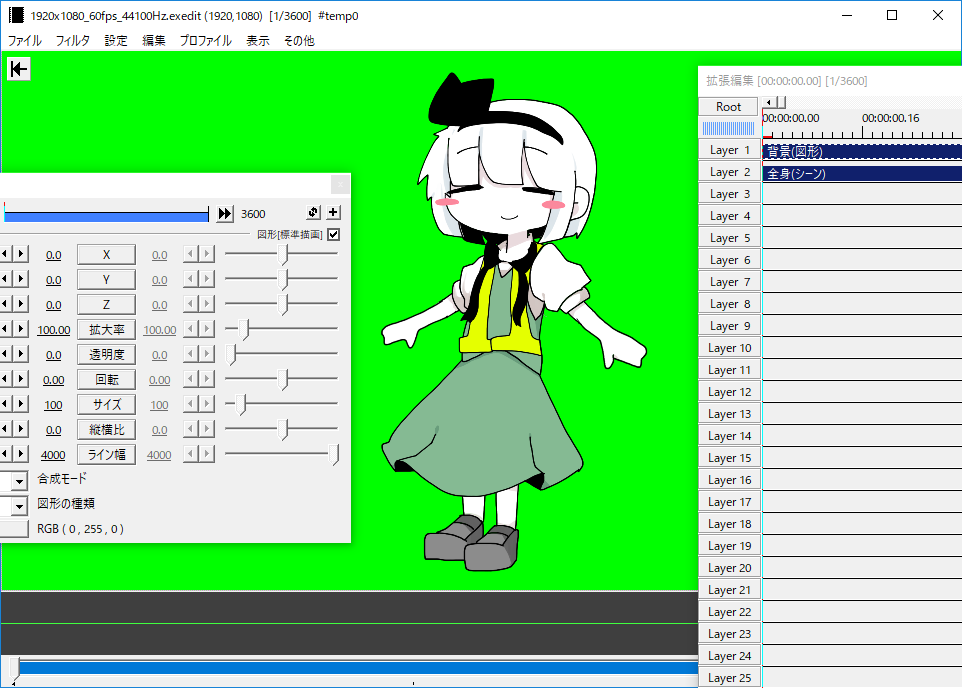 1920x1080_60fps_44100Hz.exedit (1920,1080) [1/3600] #temp0
ファイル フィルタ 設定 編集 プロファイル 表示 その他
拡張編集 [00:00:00.00] [1/3600]
Root
00:00:00.00 00:00:00.16
Layer 1 背景(図形)
Layer 2 全身(シーン)
Layer 3
Layer 4
Layer 5
Layer 6
Layer 7
Layer 8
Layer 9
Layer 10
Layer 11
Layer 12
Layer 13
Layer 14
Layer 15
Layer 16
Layer 17
Layer 18
Layer 19
Layer 20
Layer 21
Layer 22
Layer 23
Layer 24
Layer 25
3600
図形[標準描画]
0.0 X 0.0
0.0 Y 0.0
0.0 Z 0.0
100.00 拡大率 100.00
0.0 透明度 0.0
0.00 回転 0.00
100 サイズ 100
0.0 縦横比 0.0
4000 ライン幅 4000
合成モード
図形の種類
RGB ( 0 , 255 , 0 )